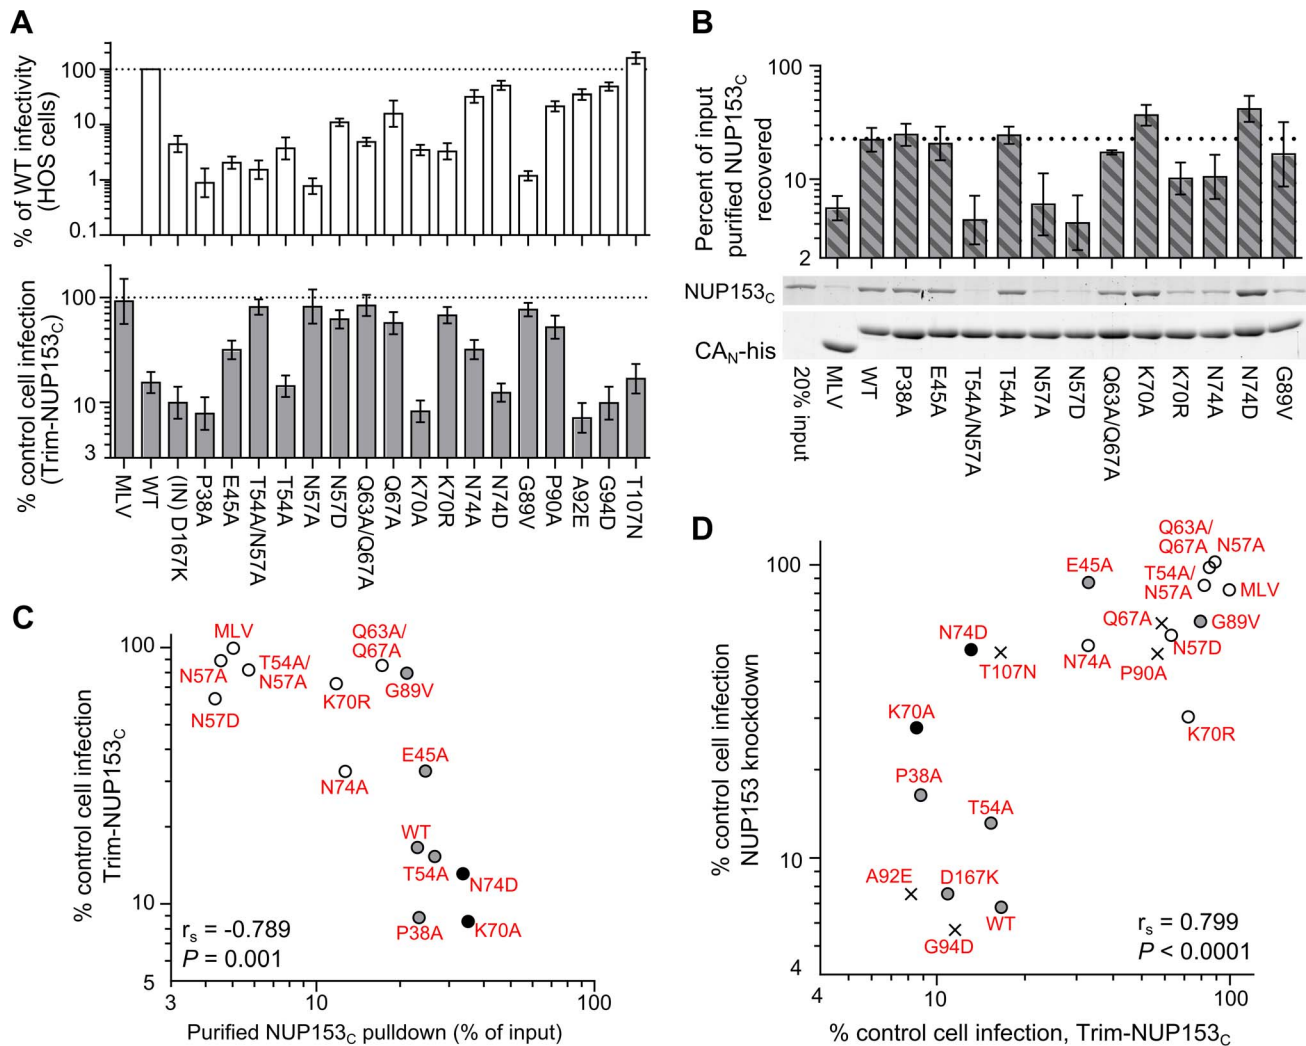 A
% of WT infectivity
(HOS cells)
100
10
1
0.1
% control cell infection
(Trim-NUP153C)
100
10
3
MLV
WT
(IN) D167K
P38A
E45A
T54A/N57A
T54A
N57A
N57D
Q63A/Q67A
Q67A
K70A
K70R
N74A
N74D
G89V
P90A
A92E
G94D
T107N
B
Percent of input
purified NUP153C
recovered
100
10
2
NUP153C
CAN-his
20% input
MLV
WT
P38A
E45A
T54A/N57A
T54A
N57A
N57D
Q63A/Q67A
K70A
K70R
N74A
N74D
G89V
C
% control cell infection
Trim-NUP153C
100
10
5
MLV
N57A
T54A/
N57A
N57D
Q63A/
Q67A
K70R
G89V
N74A
E45A
WT
T54A
N74D
P38A
K70A
rs = -0.789
P = 0.001
3
10
100
Purified NUP153C pulldown (% of input)
D
% control cell infection
NUP153 knockdown
100
10
4
Q63A/
Q67A
N57A
E45A
T54A/
N57A
MLV
Q67A
G89V
N74D
T107N
N74A
N57D
P90A
K70A
K70R
P38A
T54A
A92E
D167K
WT
G94D
rs = 0.799
P < 0.0001
4
10
100
% control cell infection, Trim-NUP153C